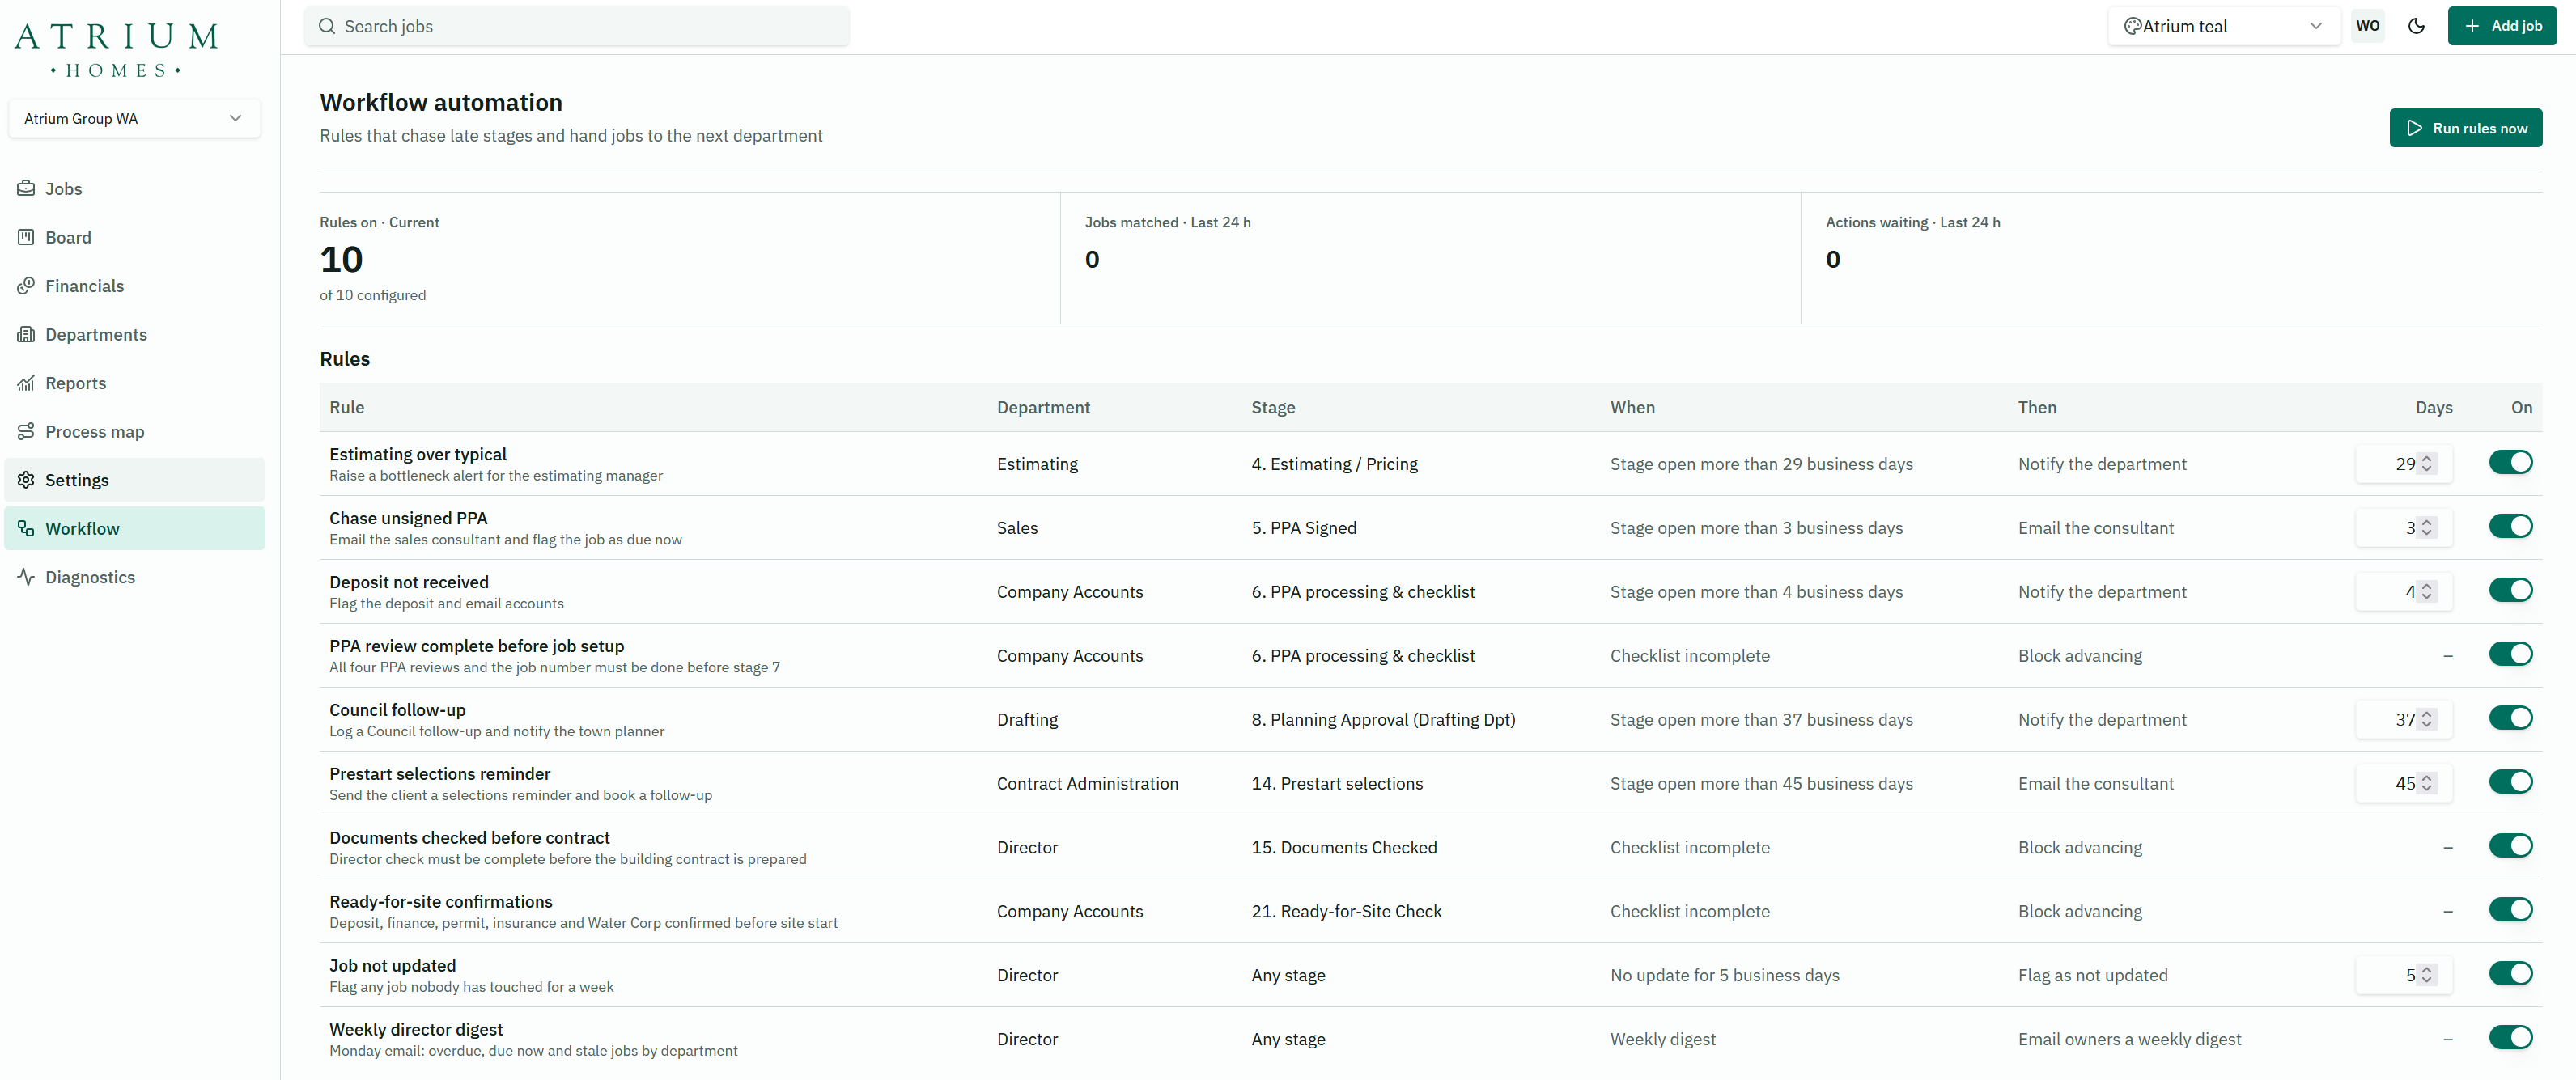 ATRIUM
• HOMES •
Atrium Group WA
Jobs
Board
Financials
Departments
Reports
Process map
Settings
Workflow
Diagnostics
Search jobs
Atrium teal
WO
Add job
Workflow automation
Rules that chase late stages and hand jobs to the next department
Run rules now
Rules on · Current
10
of 10 configured
Jobs matched · Last 24 h
0
Actions waiting · Last 24 h
0
Rules
Rule Department Stage When Then Days On
Estimating over typical
Raise a bottleneck alert for the estimating manager
Estimating 4. Estimating / Pricing Stage open more than 29 business days Notify the department 29
Chase unsigned PPA
Email the sales consultant and flag the job as due now
Sales 5. PPA Signed Stage open more than 3 business days Email the consultant 3
Deposit not received
Flag the deposit and email accounts
Company Accounts 6. PPA processing & checklist Stage open more than 4 business days Notify the department 4
PPA review complete before job setup
All four PPA reviews and the job number must be done before stage 7
Company Accounts 6. PPA processing & checklist Checklist incomplete Block advancing –
Council follow-up
Log a Council follow-up and notify the town planner
Drafting 8. Planning Approval (Drafting Dpt) Stage open more than 37 business days Notify the department 37
Prestart selections reminder
Send the client a selections reminder and book a follow-up
Contract Administration 14. Prestart selections Stage open more than 45 business days Email the consultant 45
Documents checked before contract
Director check must be complete before the building contract is prepared
Director 15. Documents Checked Checklist incomplete Block advancing –
Ready-for-site confirmations
Deposit, finance, permit, insurance and Water Corp confirmed before site start
Company Accounts 21. Ready-for-Site Check Checklist incomplete Block advancing –
Job not updated
Flag any job nobody has touched for a week
Director Any stage No update for 5 business days Flag as not updated 5
Weekly director digest
Monday email: overdue, due now and stale jobs by department
Director Any stage Weekly digest Email owners a weekly digest –